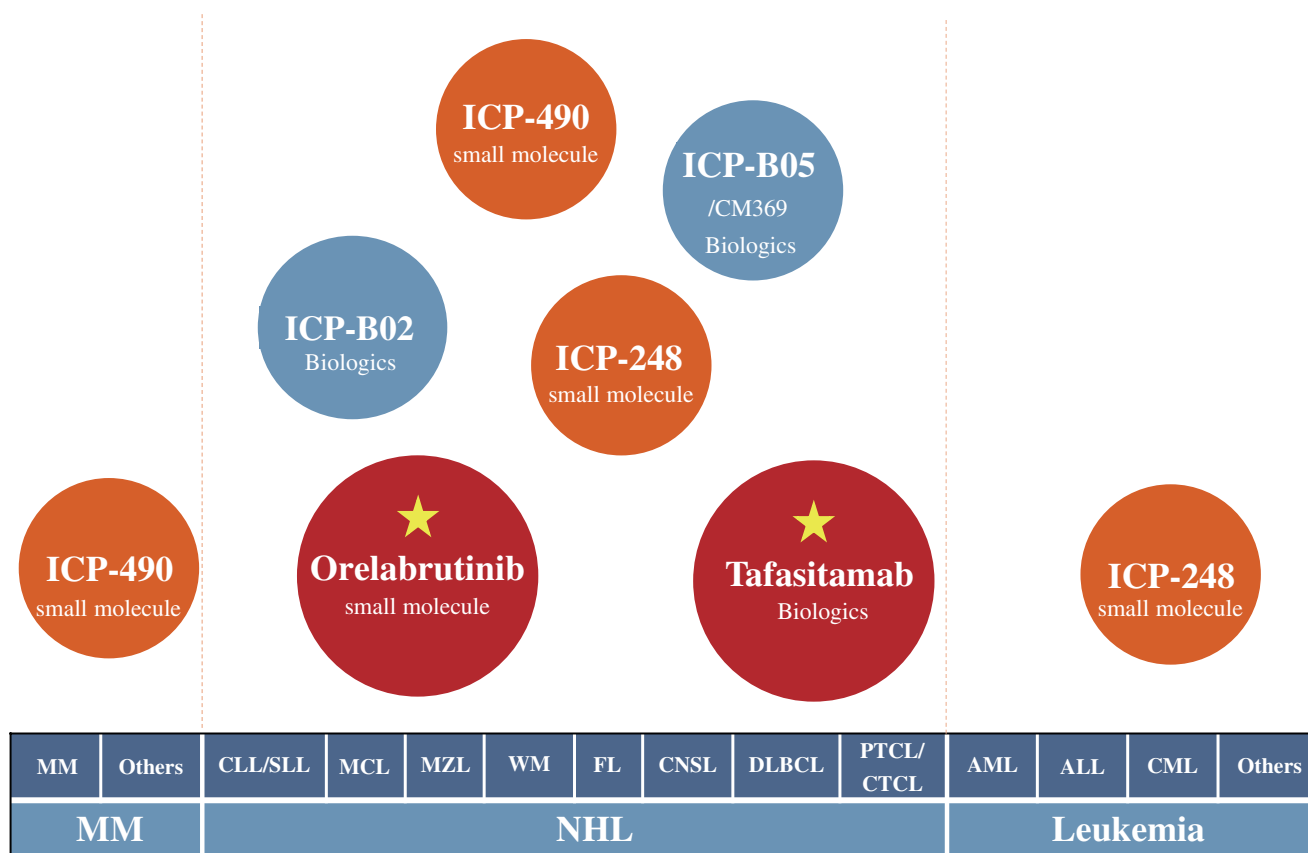 ICP-490
small molecule
ICP-B05
/CM369
Biologics
ICP-B02
Biologics
ICP-248
small molecule
ICP-490
small molecule
Orelabrutinib
small molecule
Tafasitamab
Biologics
ICP-248
small molecule
MM Others CLL/SLL MCL MZL WM FL CNSL DLBCL PTCL/
CTCL AML ALL CML Others
MM NHL Leukemia